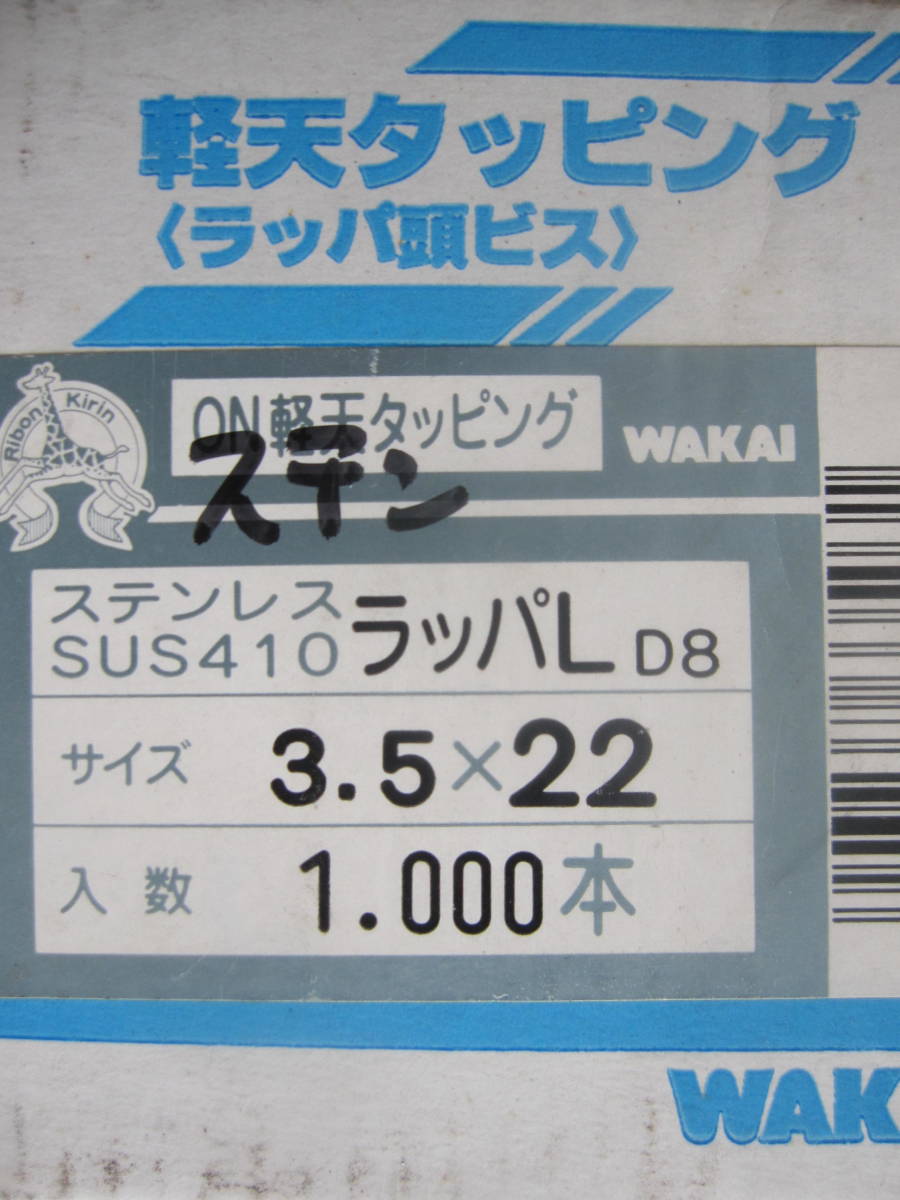 軽天タッピング
〈ラッパ頭ビス〉
Ribon Kirin
ON軽天タッピング
WAKAI
ステン
ステンレス
SUS410
ラッパL D8
サイズ 3.5×22
入数 1.000本
WAK